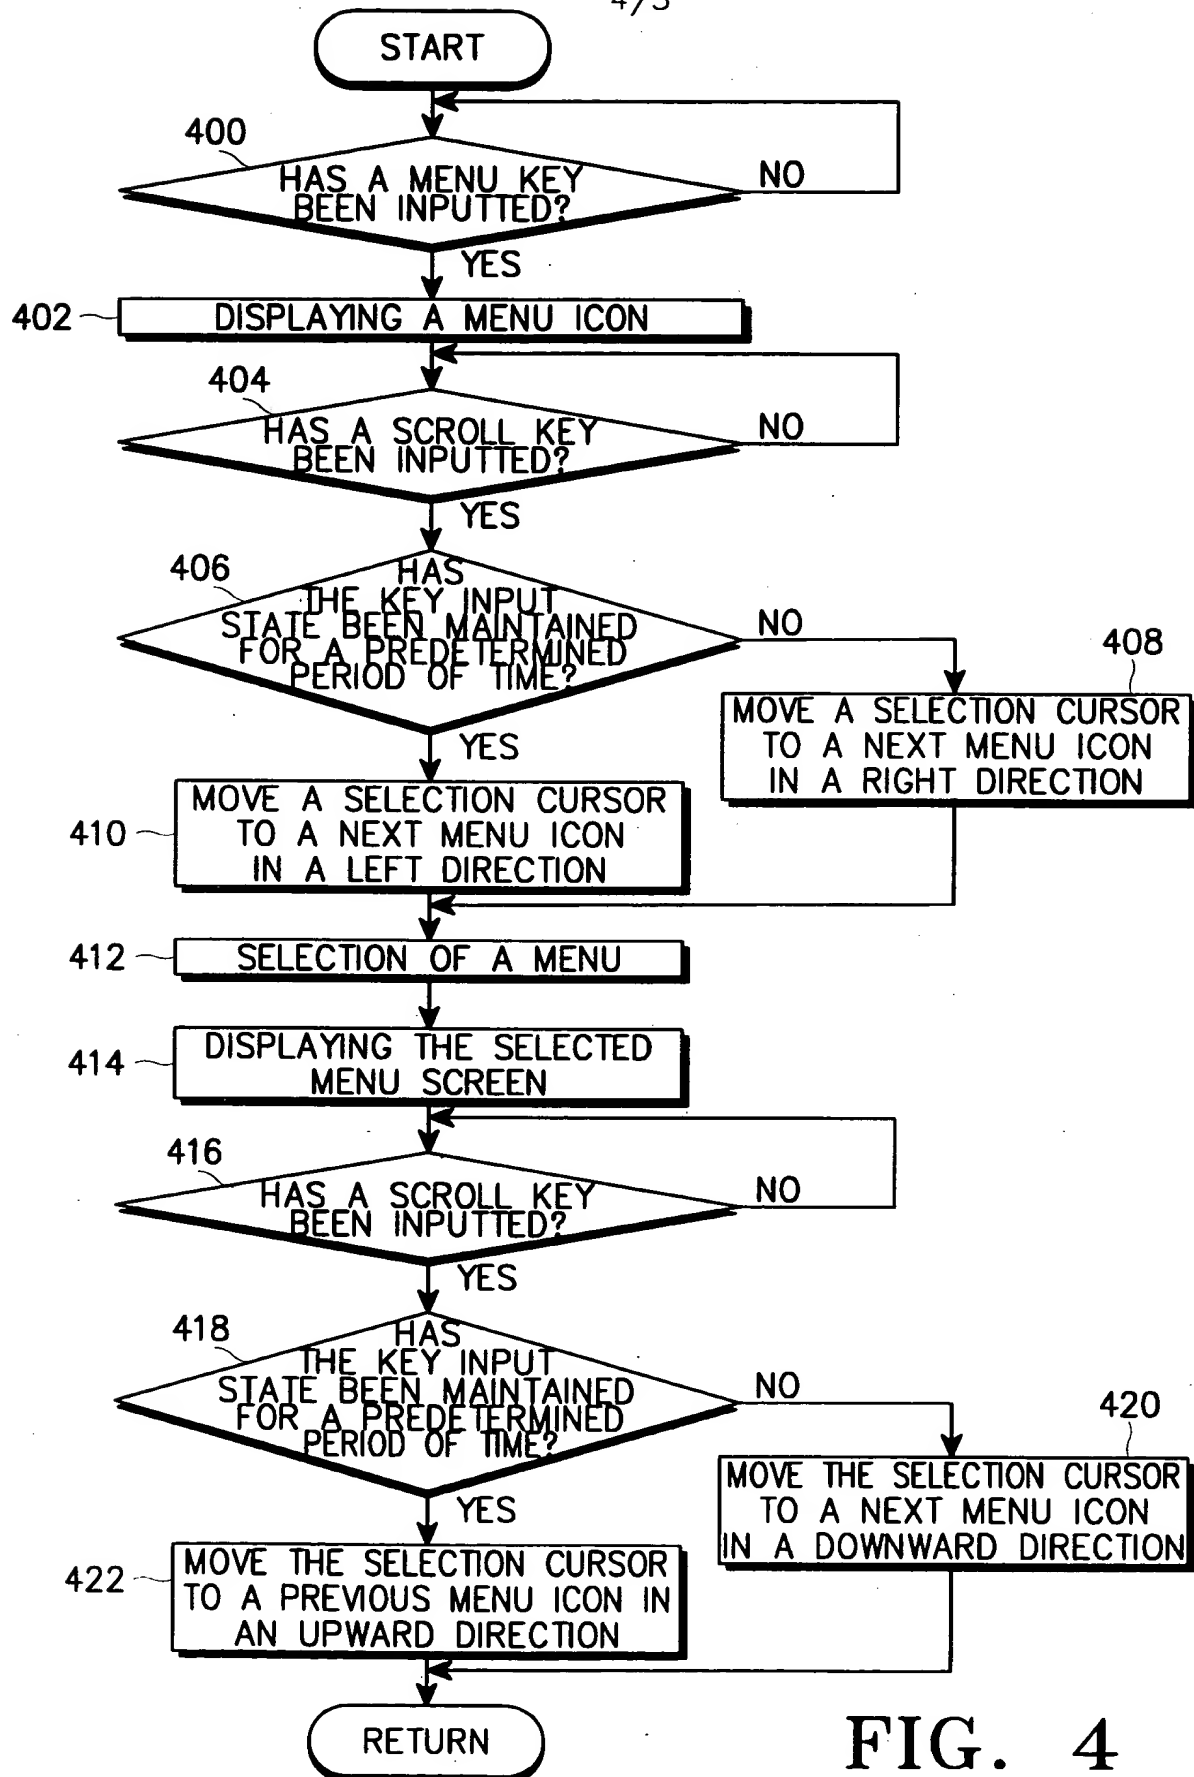 START
400
HAS A MENU KEY
BEEN INPUTTED?
NO
YES
402
DISPLAYING A MENU ICON
404
HAS A SCROLL KEY
BEEN INPUTTED?
NO
YES
406
HAS
THE KEY INPUT
STATE BEEN MAINTAINED
FOR A PREDETERMINED
PERIOD OF TIME?
NO
408
MOVE A SELECTION CURSOR
TO A NEXT MENU ICON
IN A RIGHT DIRECTION
YES
410
MOVE A SELECTION CURSOR
TO A NEXT MENU ICON
IN A LEFT DIRECTION
412
SELECTION OF A MENU
414
DISPLAYING THE SELECTED
MENU SCREEN
416
HAS A SCROLL KEY
BEEN INPUTTED?
NO
YES
418
HAS
THE KEY INPUT
STATE BEEN MAINTAINED
FOR A PREDETERMINED
PERIOD OF TIME?
NO
420
MOVE THE SELECTION CURSOR
TO A NEXT MENU ICON
IN A DOWNWARD DIRECTION
YES
422
MOVE THE SELECTION CURSOR
TO A PREVIOUS MENU ICON IN
AN UPWARD DIRECTION
RETURN
FIG. 4